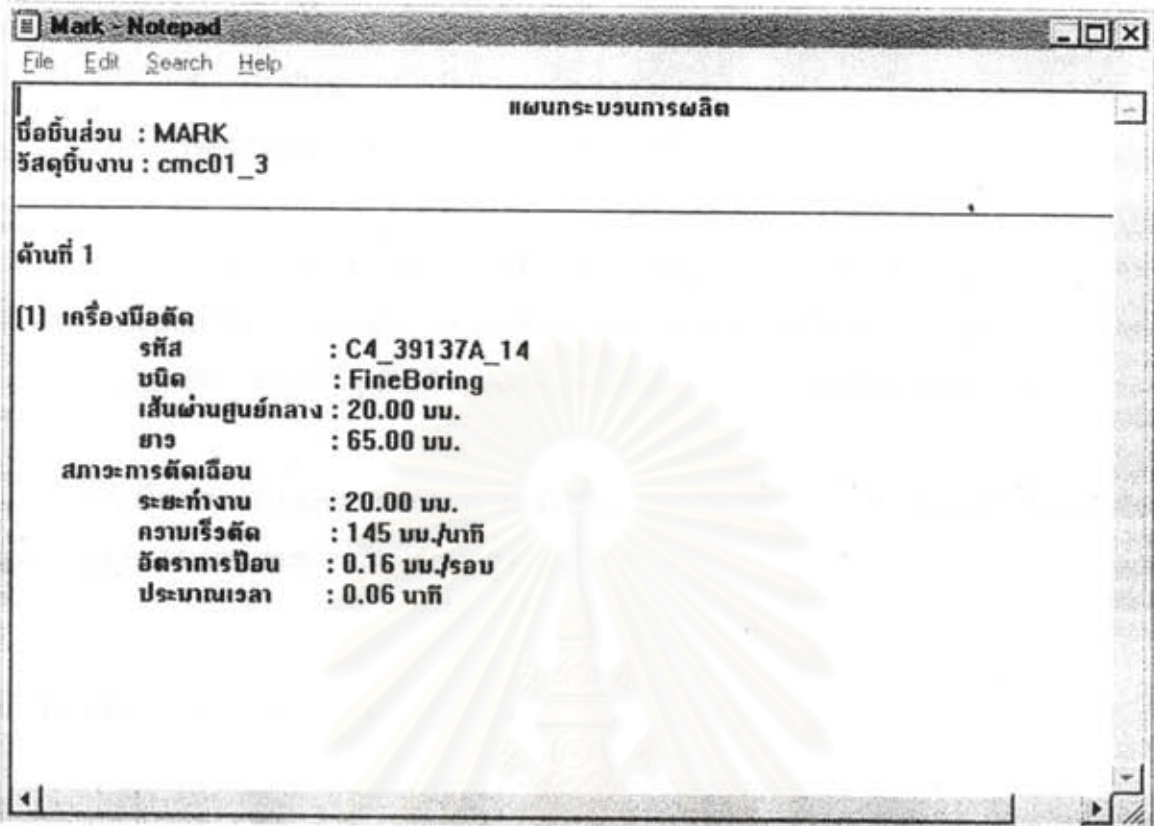 Mark - Notepad
File Edit Search Help
แผนกระบวนการผลิต
ชื่อชิ้นส่วน : MARK
วัสดุชิ้นงาน : cmc01_3
ด้านที่ 1
(1) เครื่องมือตัด
รหัส : C4_39137A_14
ชนิด : FineBoring
เส้นผ่านศูนย์กลาง : 20.00 มม.
ยาว : 65.00 มม.
สภาวะการตัดเฉือน
ระยะทำงาน : 20.00 มม.
ความเร็วตัด : 145 มม./นาที
อัตราการป้อน : 0.16 มม./รอบ
ประมาณเวลา : 0.06 นาที